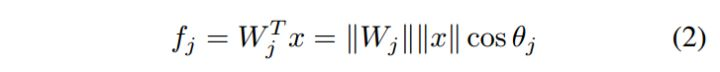 f_j = W_j^T x = ‖W_j‖‖x‖ cos θ_j (2)